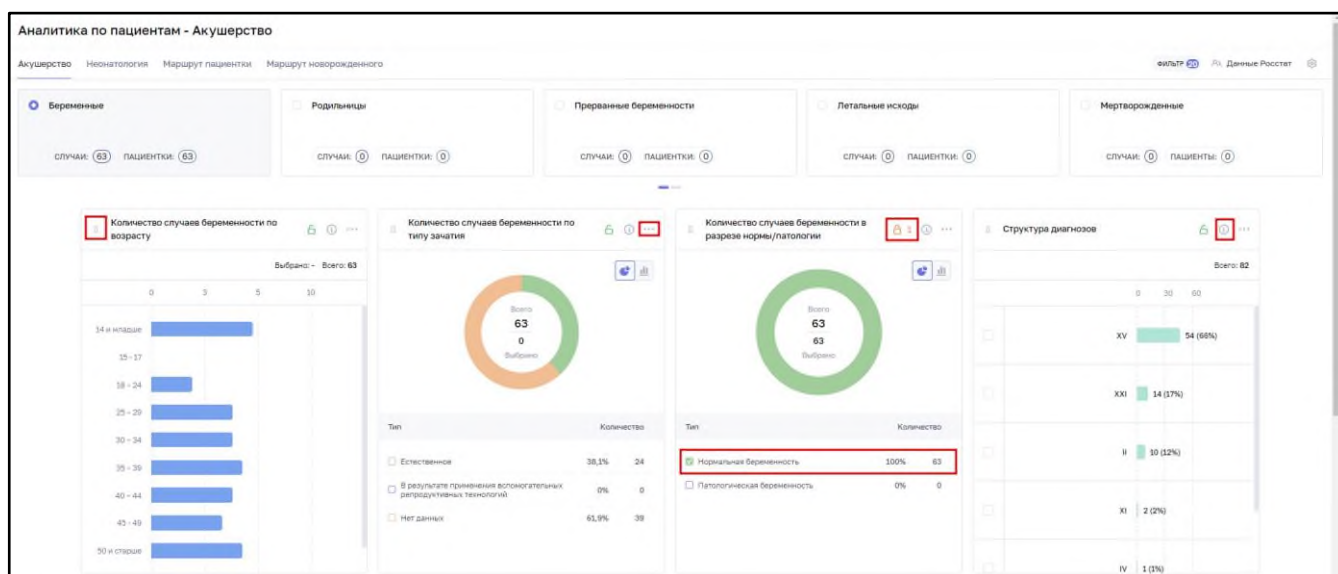 Аналитика по пациентам - Акушерство
Акушерство Неонатология Маршрут пациентки Маршрут новорожденного
ФИЛЬТР 20 Данные Росстат
Беременные
СЛУЧАИ: 63 ПАЦИЕНТКИ: 63
Родильницы
СЛУЧАИ: 0 ПАЦИЕНТКИ: 0
Прерванные беременности
СЛУЧАИ: 0 ПАЦИЕНТКИ: 0
Летальные исходы
СЛУЧАИ: 0 ПАЦИЕНТКИ: 0
Мертворожденные
СЛУЧАИ: 0 ПАЦИЕНТЫ: 0
Количество случаев беременности по
возрасту
Выбрано: - Всего: 63
0 3 5 10
14 и младше
15 - 17
18 - 24
25 - 29
30 - 34
35 - 39
40 - 44
45 - 49
50 и старше
Количество случаев беременности по
типу зачатия
Всего
63
0
Выбрано
Тип Количество
Естественное 38,1% 24
В результате применения вспомогательных
репродуктивных технологий 0% 0
Нет данных 61,9% 39
Количество случаев беременности в
разрезе нормы/патологии
1
Всего
63
63
Выбрано
Тип Количество
Нормальная беременность 100% 63
Патологическая беременность 0% 0
Структура диагнозов
Всего: 82
0 30 60
XV 54 (66%)
XXI 14 (17%)
II 10 (12%)
XI 2 (2%)
IV 1 (1%)